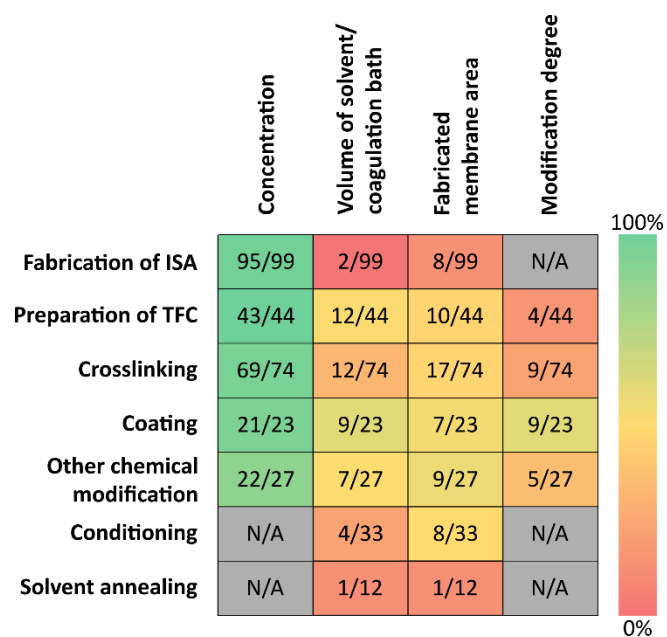 Concentration
Volume of solvent/
coagulation bath
Fabricated
membrane area
Modification degree
100%
Fabrication of ISA 95/99 2/99 8/99 N/A
Preparation of TFC 43/44 12/44 10/44 4/44
Crosslinking 69/74 12/74 17/74 9/74
Coating 21/23 9/23 7/23 9/23
Other chemical
modification 22/27 7/27 9/27 5/27
Conditioning N/A 4/33 8/33 N/A
Solvent annealing N/A 1/12 1/12 N/A
0%